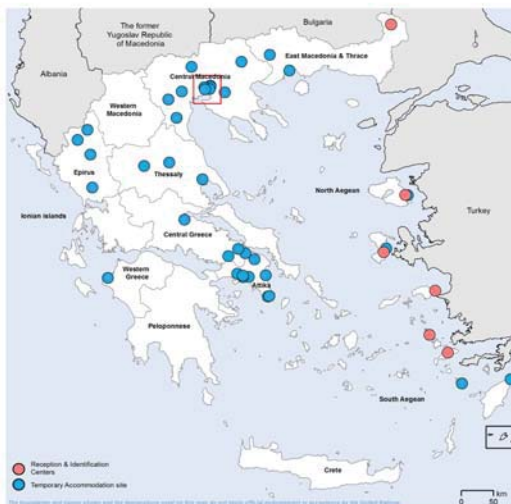 The former
Yugoslav Republic
of Macedonia
Bulgaria
Albania
East Macedonia & Thrace
Central Macedonia
Western
Macedonia
Epirus
Thessaly
North Aegean
Turkey
Ionian islands
Central Greece
Western
Greece
Attika
Peloponnese
South Aegean
Crete
Reception & Identification
Centers
Temporary Accommodation site
km
0
50